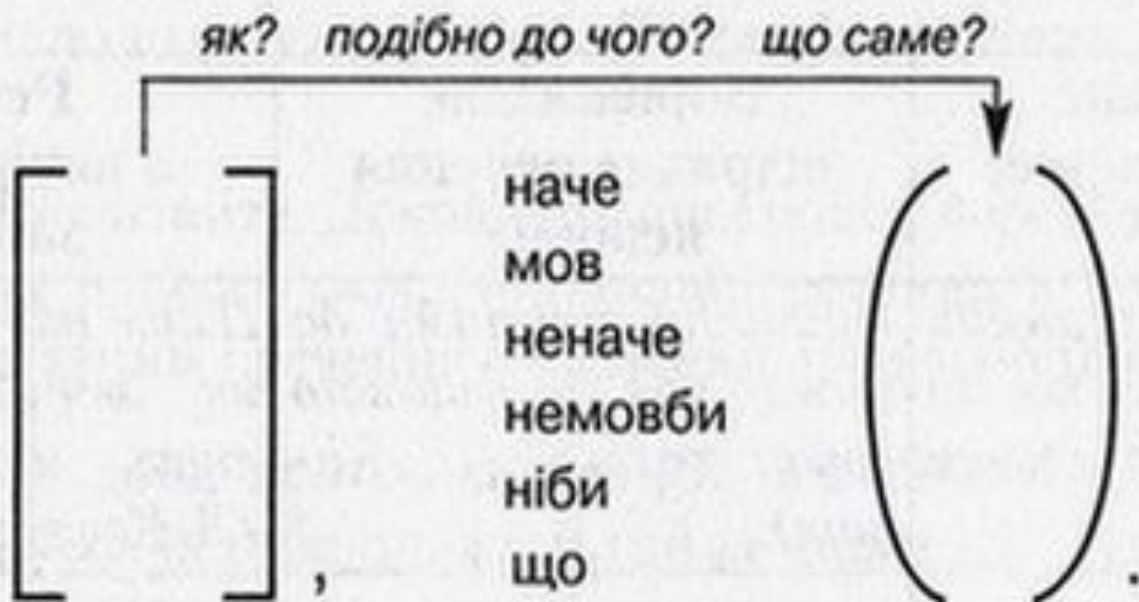 як? подібно до чого? що саме?
наче
мов
неначе
немовби
ніби
, що .